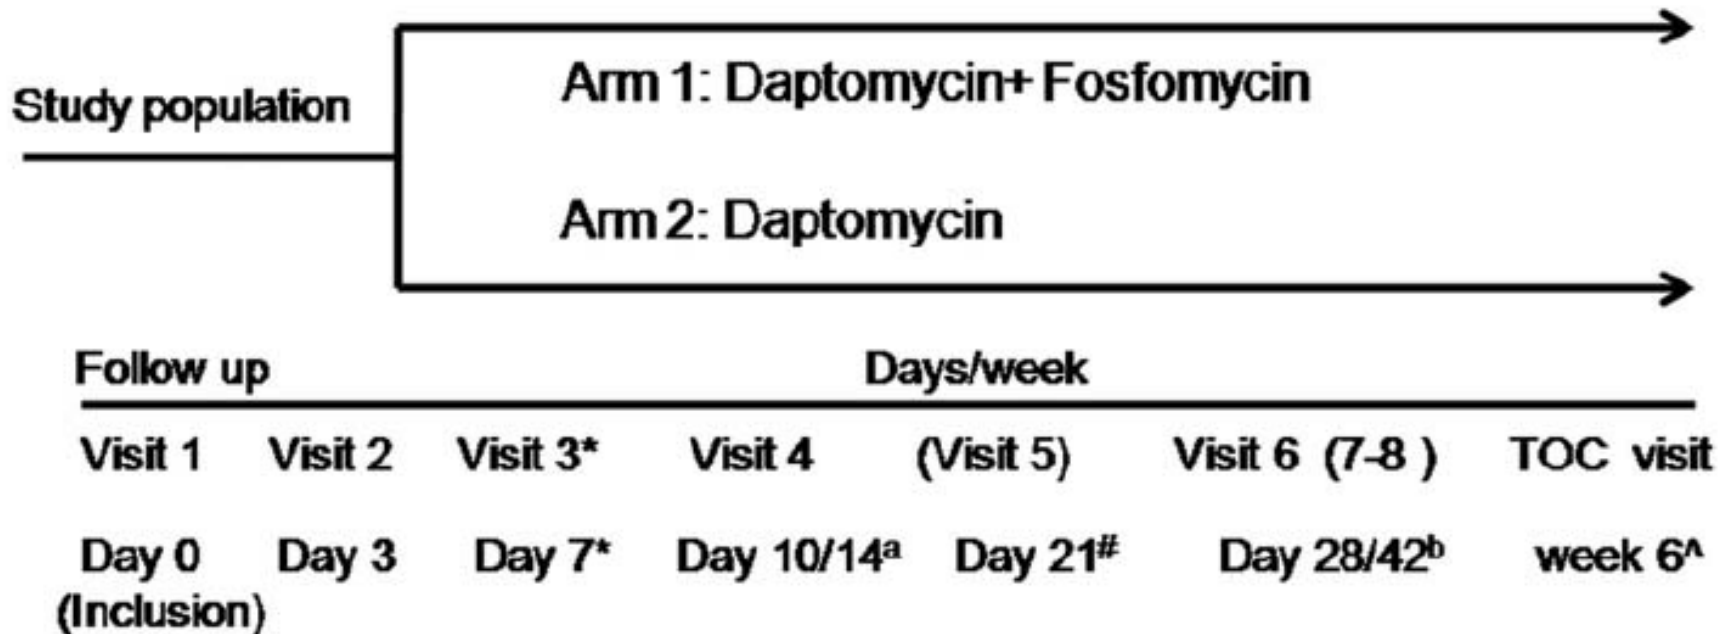 Arm 1: Daptomycin+ Fosfomycin
Study population
Arm 2: Daptomycin
Follow up Days/week
Visit 1 Visit 2 Visit 3* Visit 4 (Visit 5) Visit 6 (7-8 ) TOC visit
Day 0 Day 3 Day 7* Day 10/14ᵃ Day 21# Day 28/42ᵇ week 6^
(Inclusion)